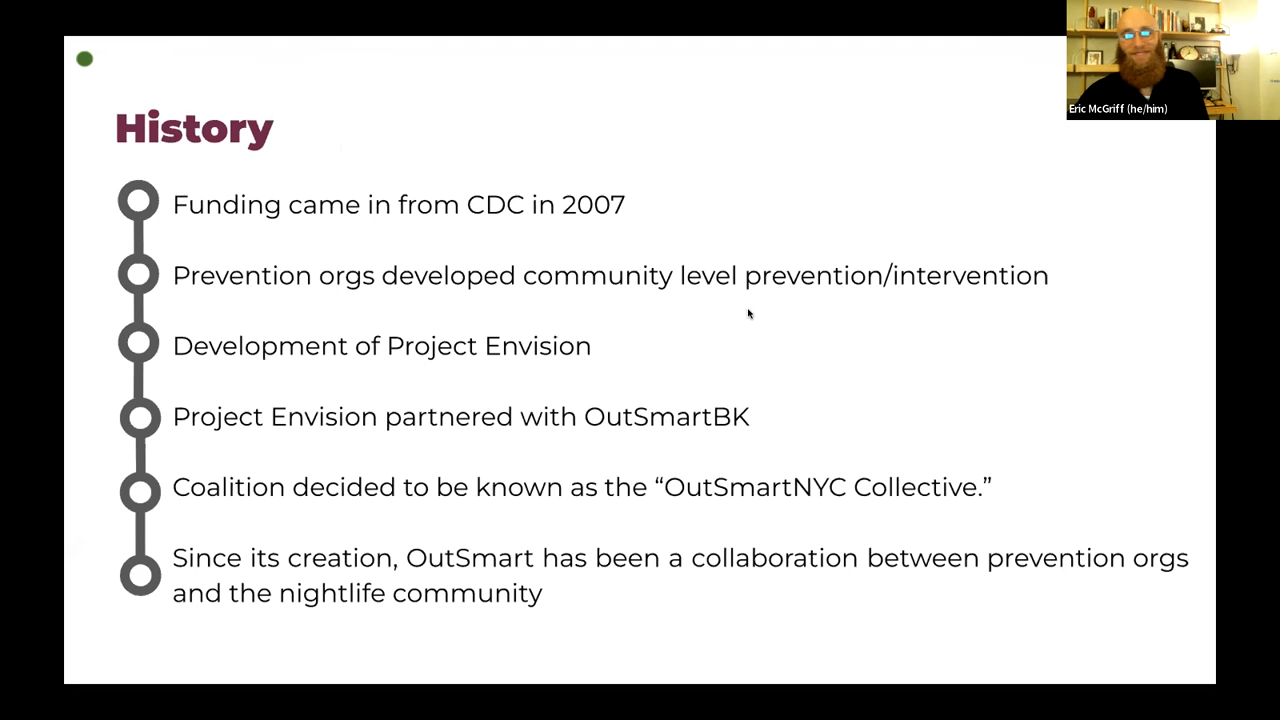 History
Funding came in from CDC in 2007
Prevention orgs developed community level prevention/intervention
Development of Project Envision
Project Envision partnered with OutSmartBK
Coalition decided to be known as the “OutSmartNYC Collective.”
Since its creation, OutSmart has been a collaboration between prevention orgs
and the nightlife community
Eric McGriff (he/him)